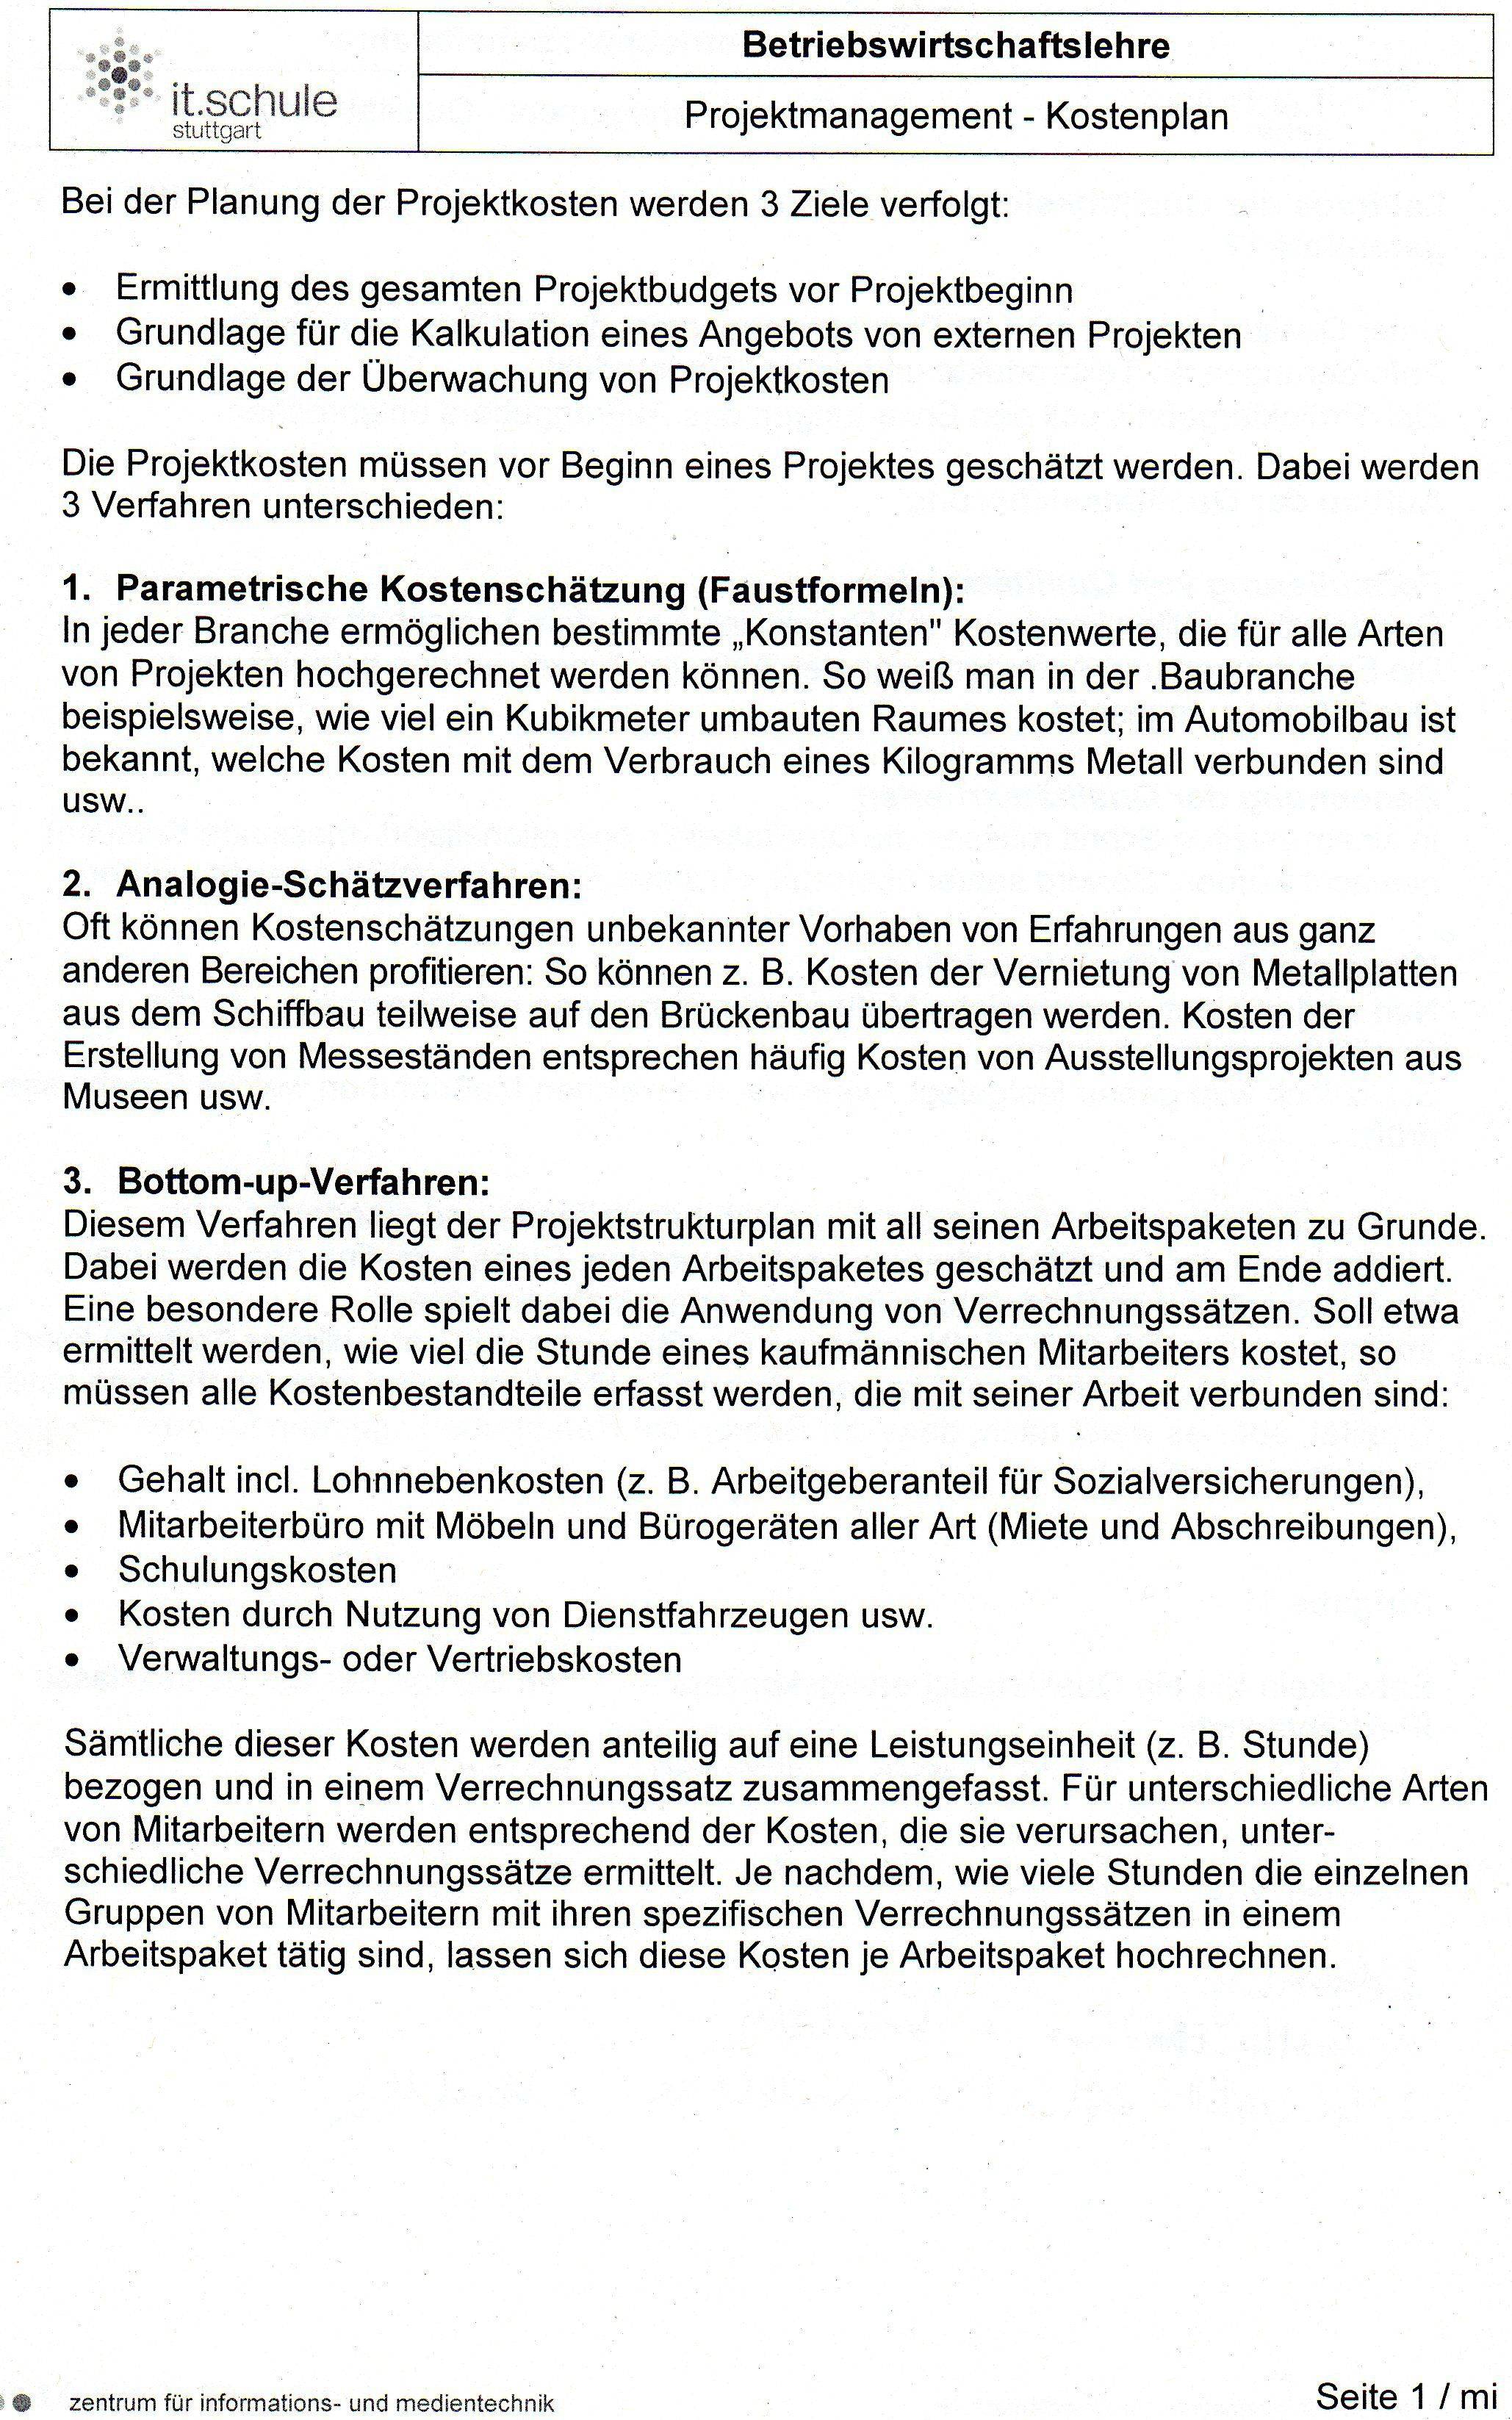 it.schule
stuttgart
Betriebswirtschaftslehre
Projektmanagement - Kostenplan
Bei der Planung der Projektkosten werden 3 Ziele verfolgt:
• Ermittlung des gesamten Projektbudgets vor Projektbeginn
• Grundlage für die Kalkulation eines Angebots von externen Projekten
• Grundlage der Überwachung von Projektkosten
Die Projektkosten müssen vor Beginn eines Projektes geschätzt werden. Dabei werden
3 Verfahren unterschieden:
1. Parametrische Kostenschätzung (Faustformeln):
In jeder Branche ermöglichen bestimmte „Konstanten" Kostenwerte, die für alle Arten
von Projekten hochgerechnet werden können. So weiß man in der .Baubranche
beispielsweise, wie viel ein Kubikmeter umbauten Raumes kostet; im Automobilbau ist
bekannt, welche Kosten mit dem Verbrauch eines Kilogramms Metall verbunden sind
usw..
2. Analogie-Schätzverfahren:
Oft können Kostenschätzungen unbekannter Vorhaben von Erfahrungen aus ganz
anderen Bereichen profitieren: So können z. B. Kosten der Vernietung von Metallplatten
aus dem Schiffbau teilweise auf den Brückenbau übertragen werden. Kosten der
Erstellung von Messeständen entsprechen häufig Kosten von Ausstellungsprojekten aus
Museen usw.
3. Bottom-up-Verfahren:
Diesem Verfahren liegt der Projektstrukturplan mit all seinen Arbeitspaketen zu Grunde.
Dabei werden die Kosten eines jeden Arbeitspaketes geschätzt und am Ende addiert.
Eine besondere Rolle spielt dabei die Anwendung von Verrechnungssätzen. Soll etwa
ermittelt werden, wie viel die Stunde eines kaufmännischen Mitarbeiters kostet, so
müssen alle Kostenbestandteile erfasst werden, die mit seiner Arbeit verbunden sind:
• Gehalt incl. Lohnnebenkosten (z. B. Arbeitgeberanteil für Sozialversicherungen),
• Mitarbeiterbüro mit Möbeln und Bürogeräten aller Art (Miete und Abschreibungen),
• Schulungskosten
• Kosten durch Nutzung von Dienstfahrzeugen usw.
• Verwaltungs- oder Vertriebskosten
Sämtliche dieser Kosten werden anteilig auf eine Leistungseinheit (z. B. Stunde)
bezogen und in einem Verrechnungssatz zusammengefasst. Für unterschiedliche Arten
von Mitarbeitern werden entsprechend der Kosten, die sie verursachen, unter-
schiedliche Verrechnungssätze ermittelt. Je nachdem, wie viele Stunden die einzelnen
Gruppen von Mitarbeitern mit ihren spezifischen Verrechnungssätzen in einem
Arbeitspaket tätig sind, lassen sich diese Kosten je Arbeitspaket hochrechnen.
zentrum für informations- und medientechnik
Seite 1 / mi